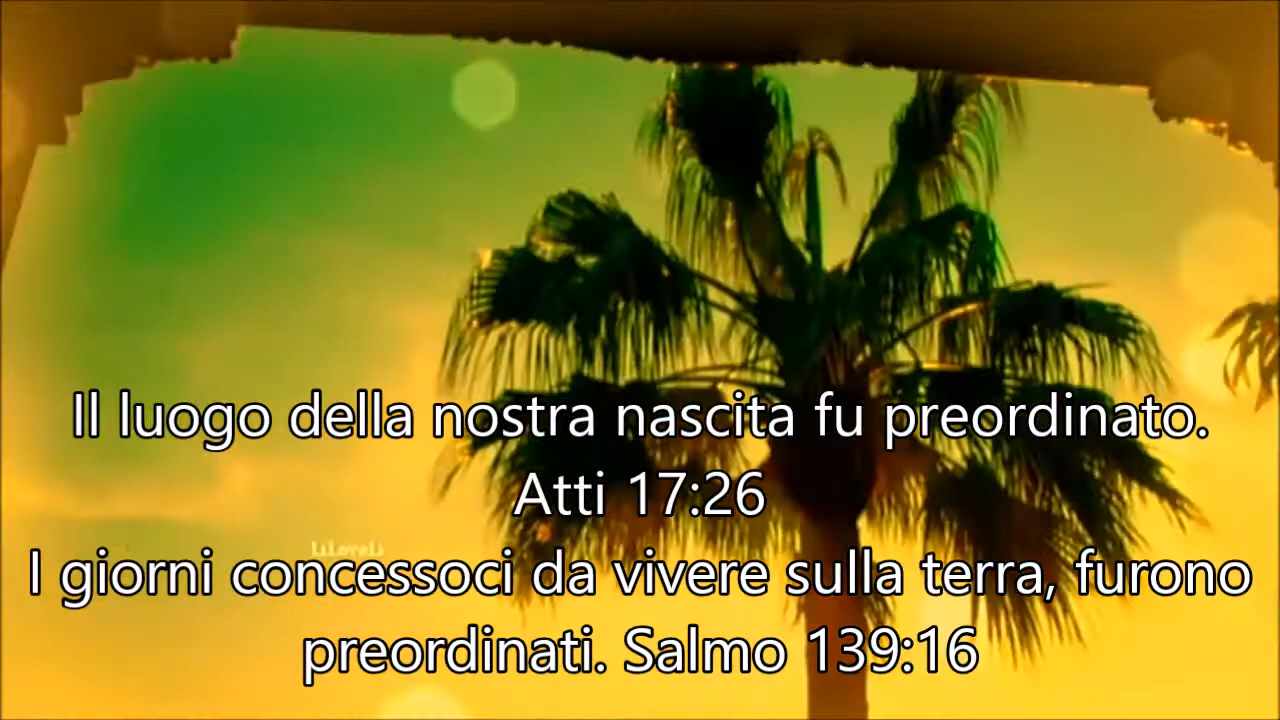 Il luogo della nostra nascita fu preordinato.
Atti 17:26
I giorni concessoci da vivere sulla terra, furono
preordinati. Salmo 139:16